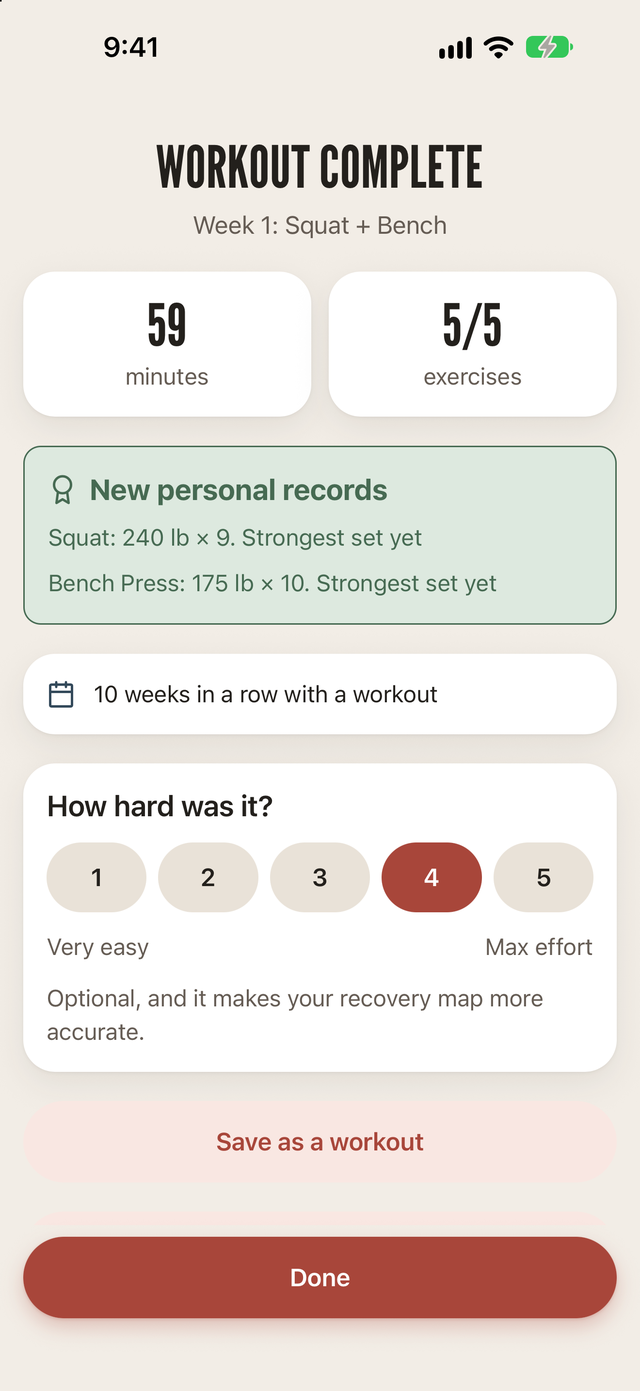 9:41
WORKOUT COMPLETE
Week 1: Squat + Bench
59
minutes
5/5
exercises
New personal records
Squat: 240 lb × 9. Strongest set yet
Bench Press: 175 lb × 10. Strongest set yet
10 weeks in a row with a workout
How hard was it?
1 2 3 4 5
Very easy Max effort
Optional, and it makes your recovery map more
accurate.
Save as a workout
Done